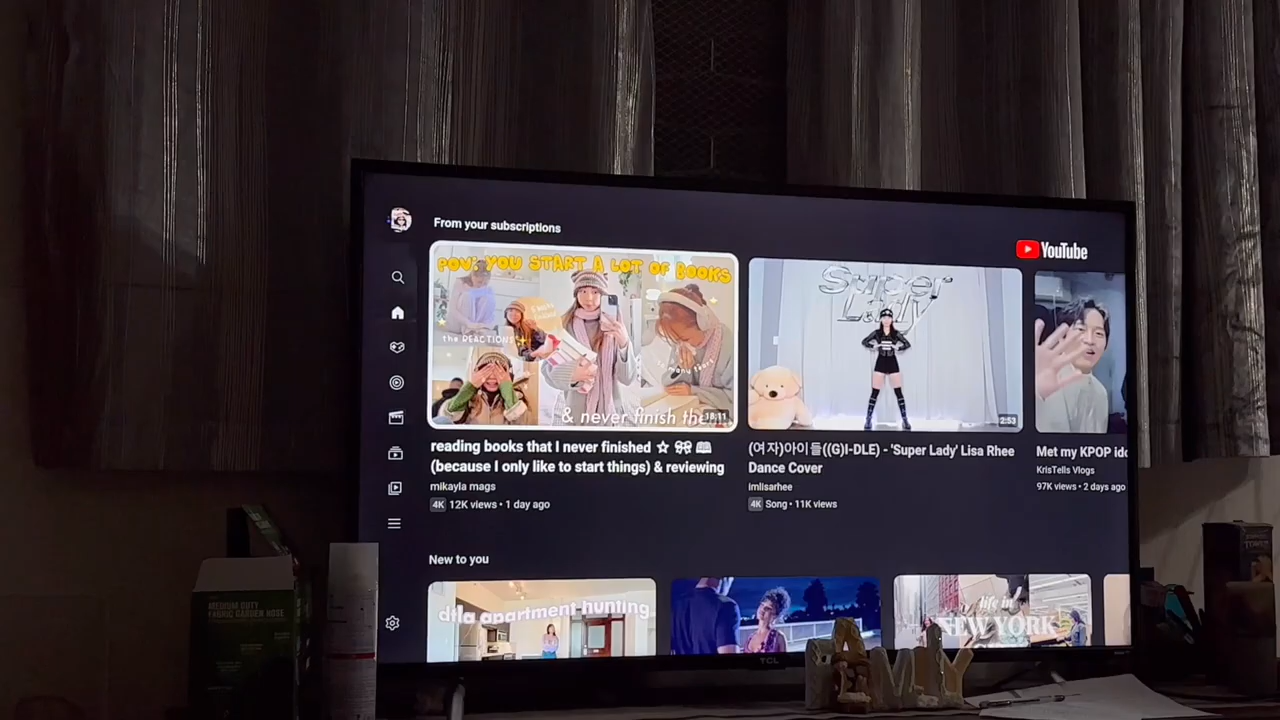 From your subscriptions
YouTube
POV: YOU START A LOT OF BOOKS
the REACTIONS
& never finish the
18:11
Super
Lady
2:53
reading books that I never finished ☆ 🎀 📖
(because I only like to start things) & reviewing
mikayla mags
4K 12K views • 1 day ago
(여자)아이들((G)I-DLE) - 'Super Lady' Lisa Rhee
Dance Cover
imlisarhee
4K Song • 11K views
Met my KPOP ido
KrisTells Vlogs
97K views • 2 days ago
New to you
dtla apartment hunting
life in
NEW YORK
TCL
MEDIUM DUTY
FABRIC GARDEN HOSE
FAMILY